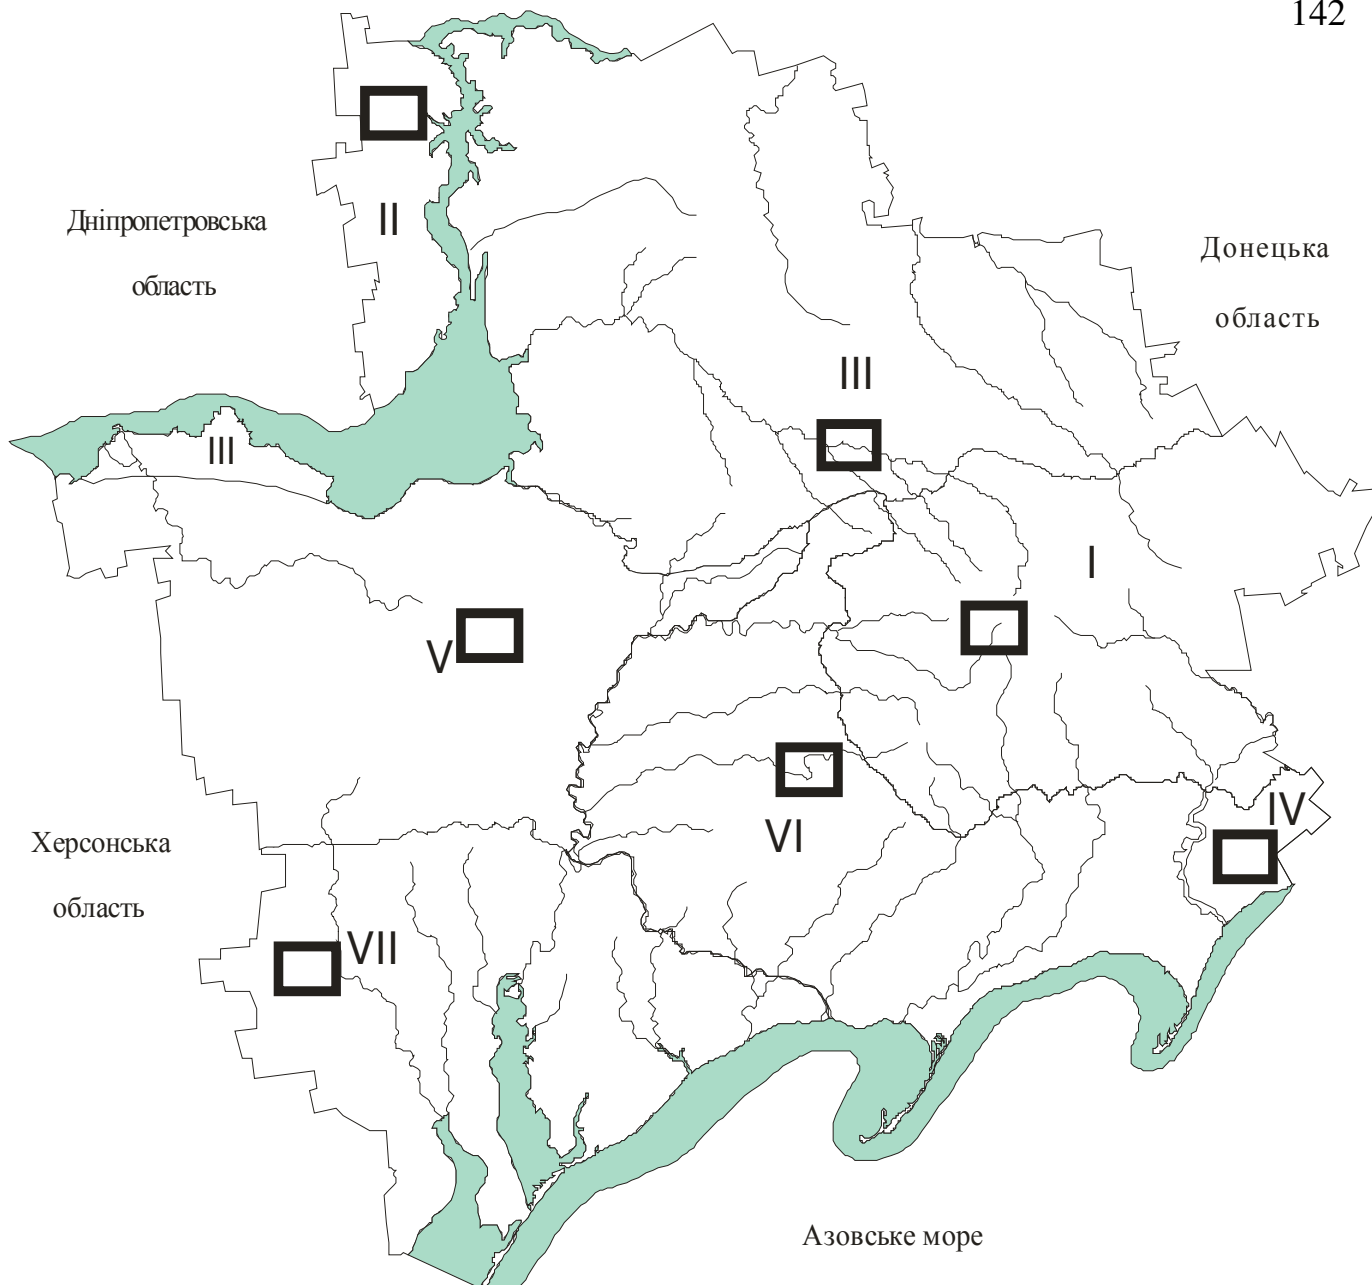 142
Дніпропетровська
область
II
Донецька
область
III
III
I
V
IV
VI
Херсонська
область
VII
Азовське море